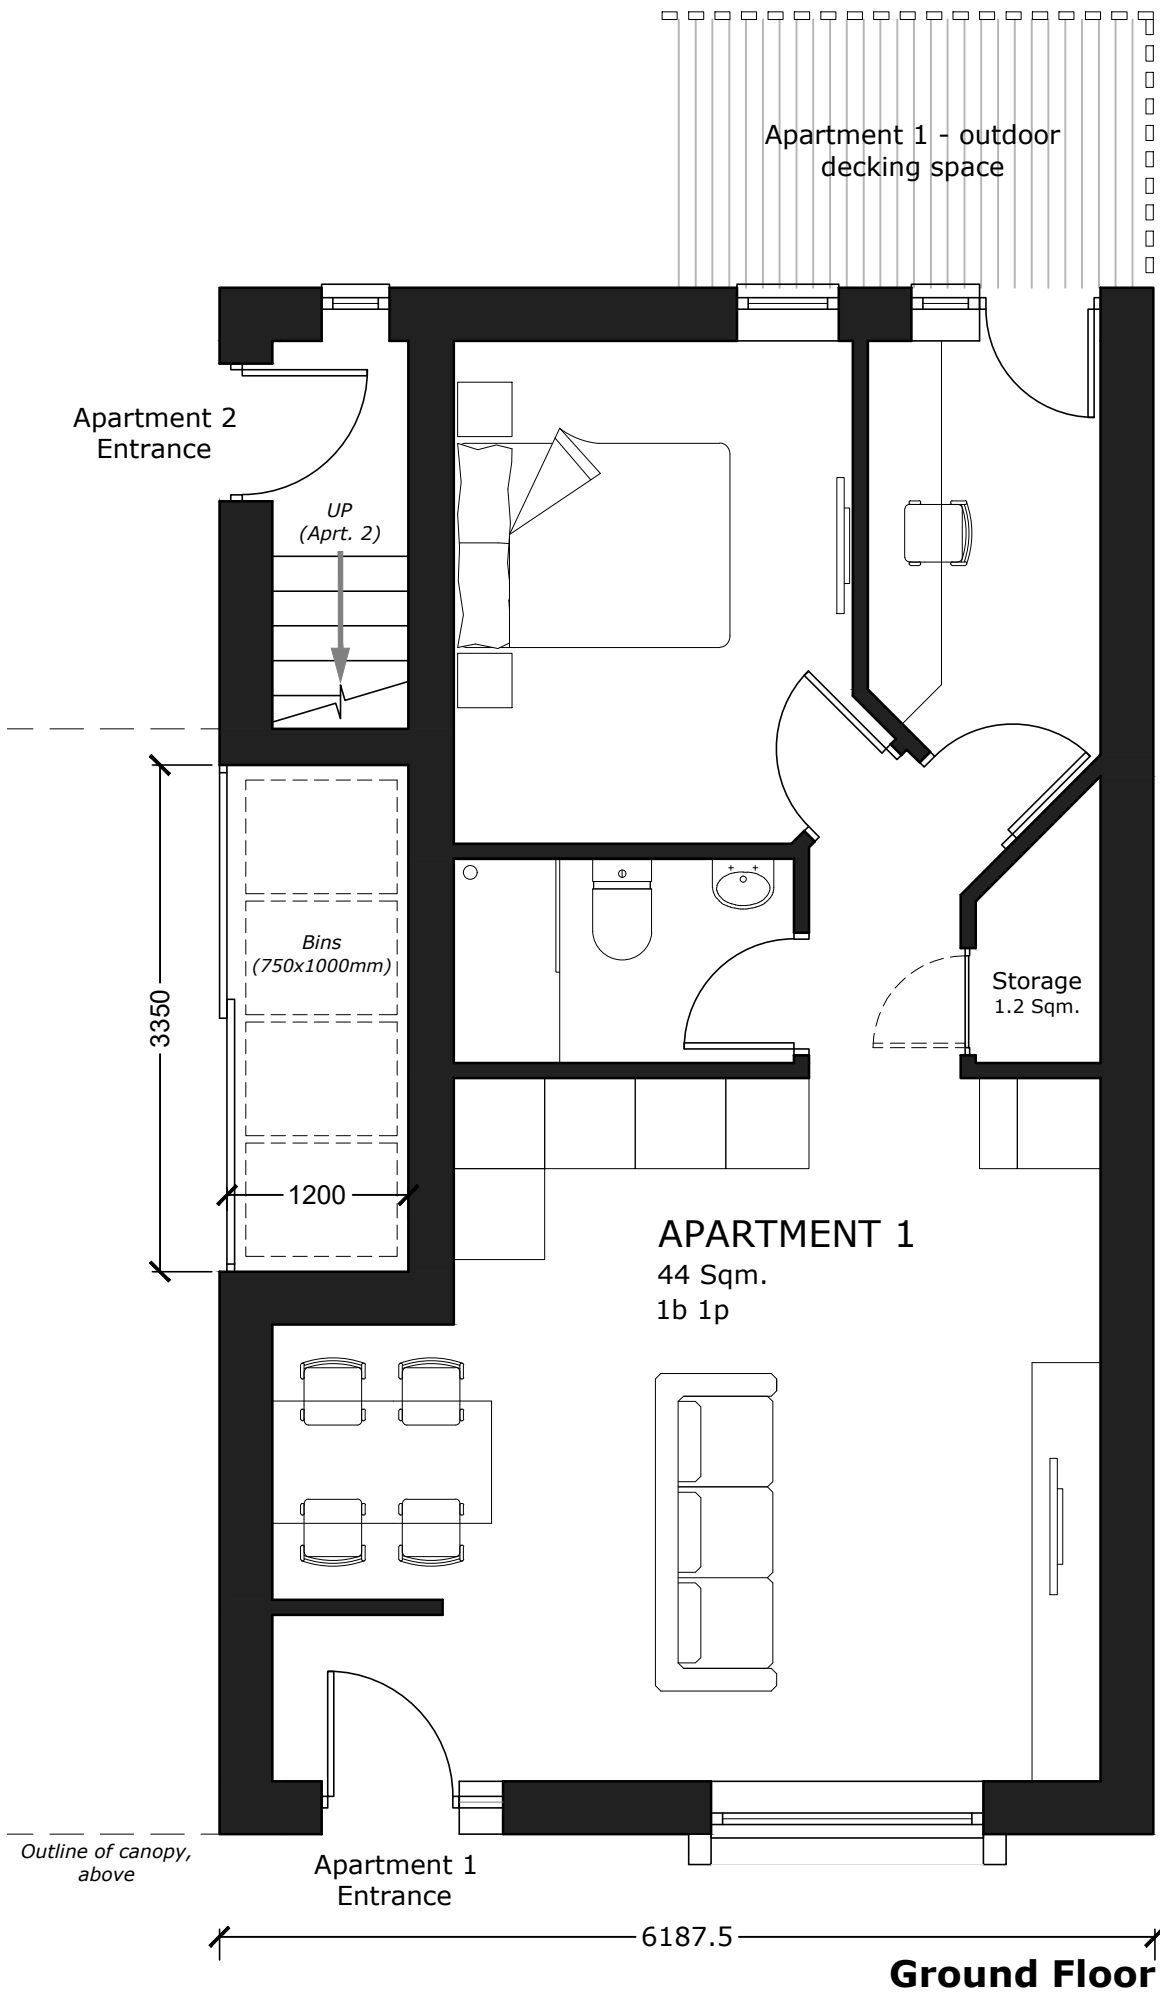 Apartment 1 - outdoor
decking space
Apartment 2
Entrance
UP
(Aprt. 2)
Bins
(750x1000mm)
3350
Storage
1.2 Sqm.
1200
APARTMENT 1
44 Sqm.
1b 1p
Outline of canopy,
above
Apartment 1
Entrance
6187.5
Ground Floor